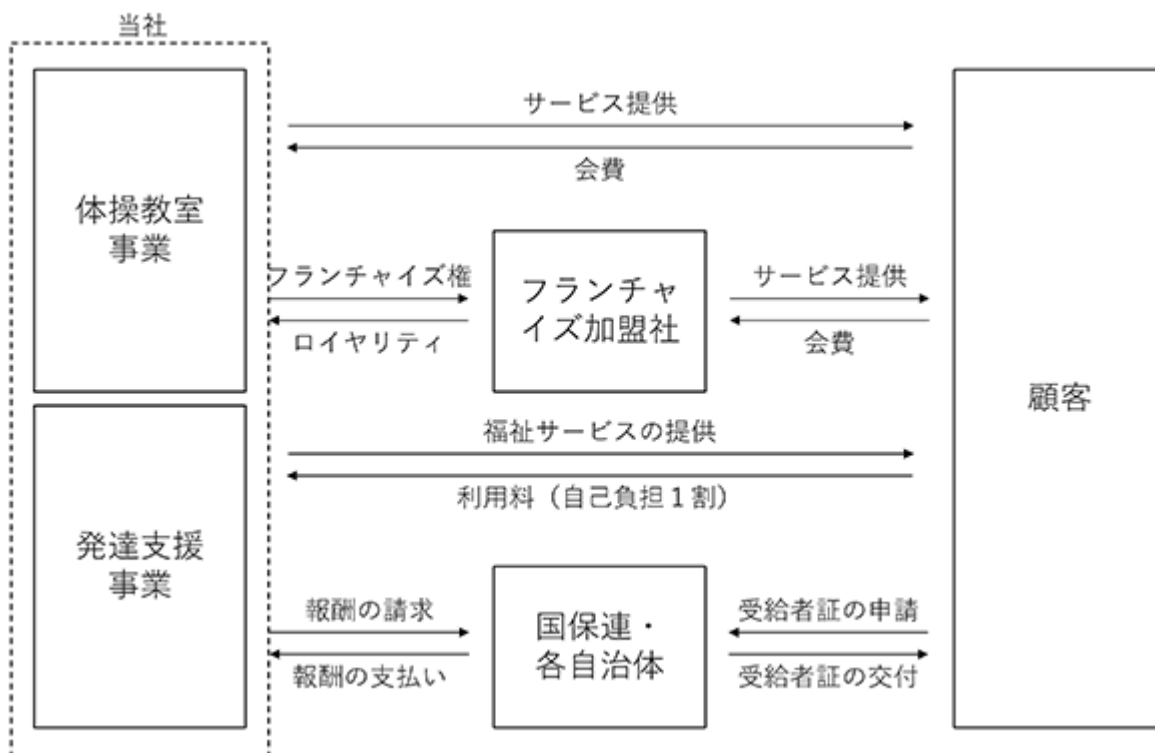 当社
サービス提供
会費
体操教室
事業
フランチャイズ権
ロイヤリティ
フランチャ
イズ加盟社
サービス提供
会費
顧客
福祉サービスの提供
利用料（自己負担１割）
発達支援
事業
報酬の請求
報酬の支払い
国保連・
各自治体
受給者証の申請
受給者証の交付